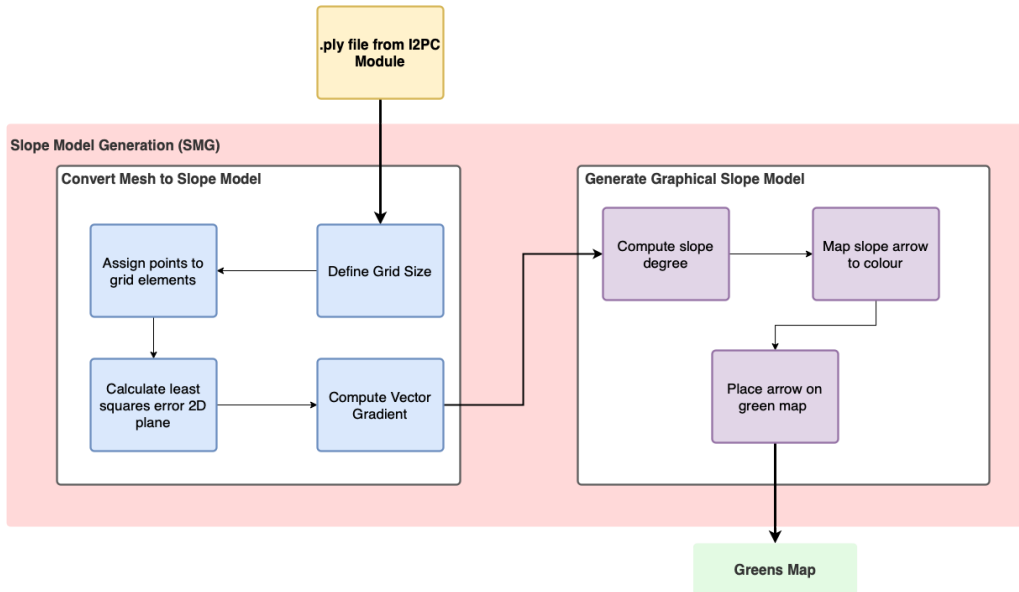 .ply file from I2PC
Module
Slope Model Generation (SMG)
Convert Mesh to Slope Model
Define Grid Size
Assign points to
grid elements
Calculate least
squares error 2D
plane
Compute Vector
Gradient
Generate Graphical Slope Model
Compute slope
degree
Map slope arrow
to colour
Place arrow on
green map
Greens Map